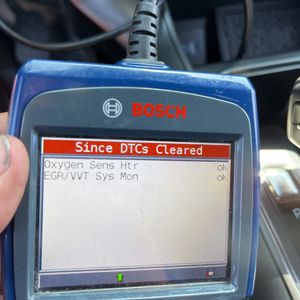 BOSCH
Since DTCs Cleared
Oxygen Sens Htr ok
EGR/VVT Sys Mon ok